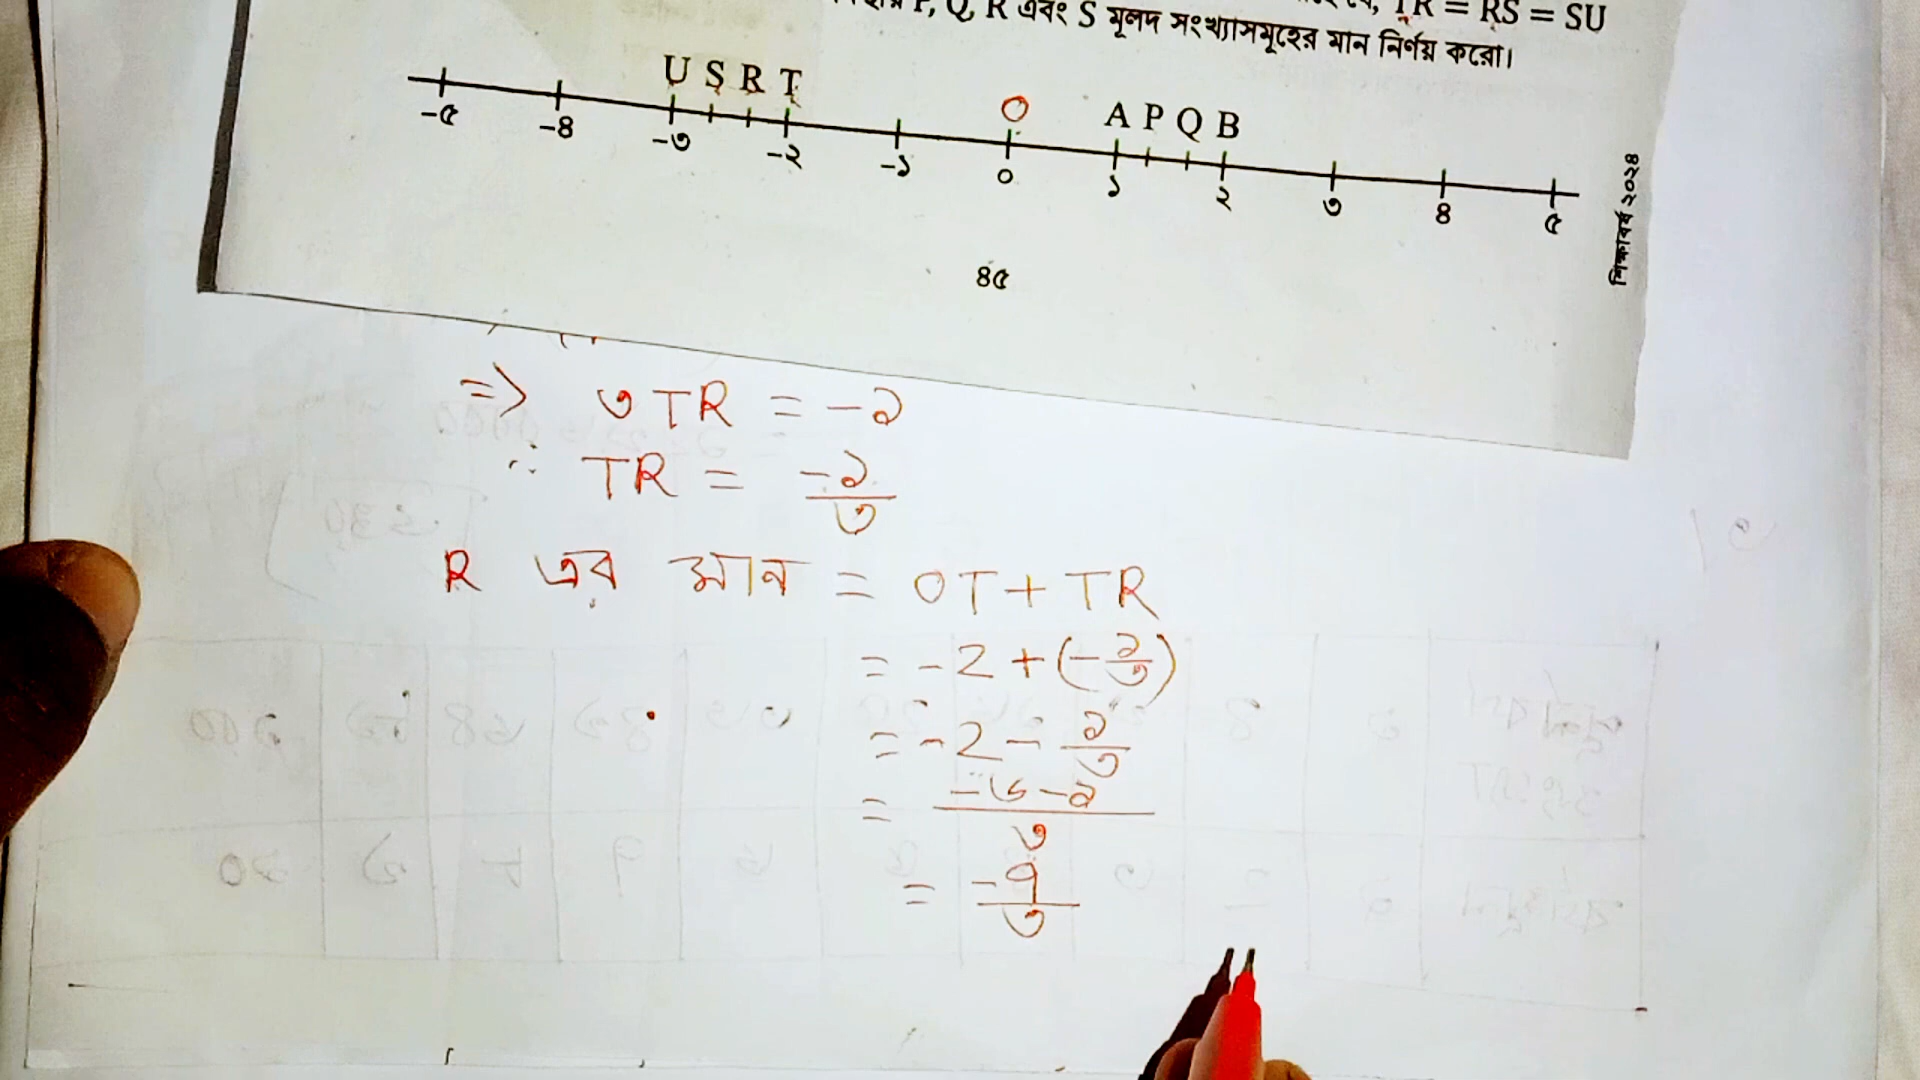 P, Q, R এবং S মূলদ সংখ্যাসমূহের মান নির্ণয় করো।
TR = RS = SU
U S R T
O
A P Q B
-৫ -৪ -৩ -২ -১ ০ ১ ২ ৩ ৪ ৫
শিক্ষাবর্ষ ২০২৪
৪৫
=> ৩ TR = -১
∴ TR = -১/৩
R এর মান = OT + TR
= -2 + (-১/৩)
= -2 - ১/৩
= -৬-১/৩
= -৭/৩